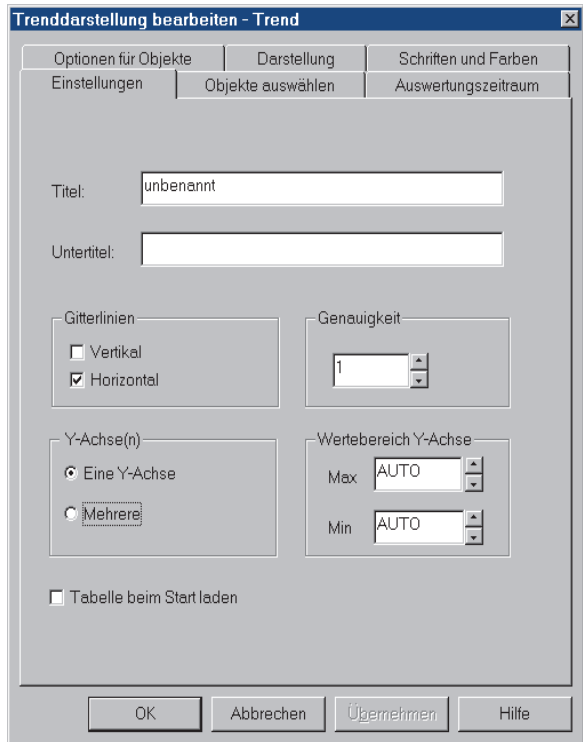 Trenddarstellung bearbeiten - Trend
Optionen für Objekte Darstellung Schriften und Farben
Einstellungen Objekte auswählen Auswertungszeitraum
Titel: unbenannt
Untertitel:
Gitterlinien Genauigkeit
Vertikal 1
Horizontal
Y-Achse(n) Wertebereich Y-Achse
Eine Y-Achse Max AUTO
Mehrere Min AUTO
Tabelle beim Start laden
OK Abbrechen Übernehmen Hilfe